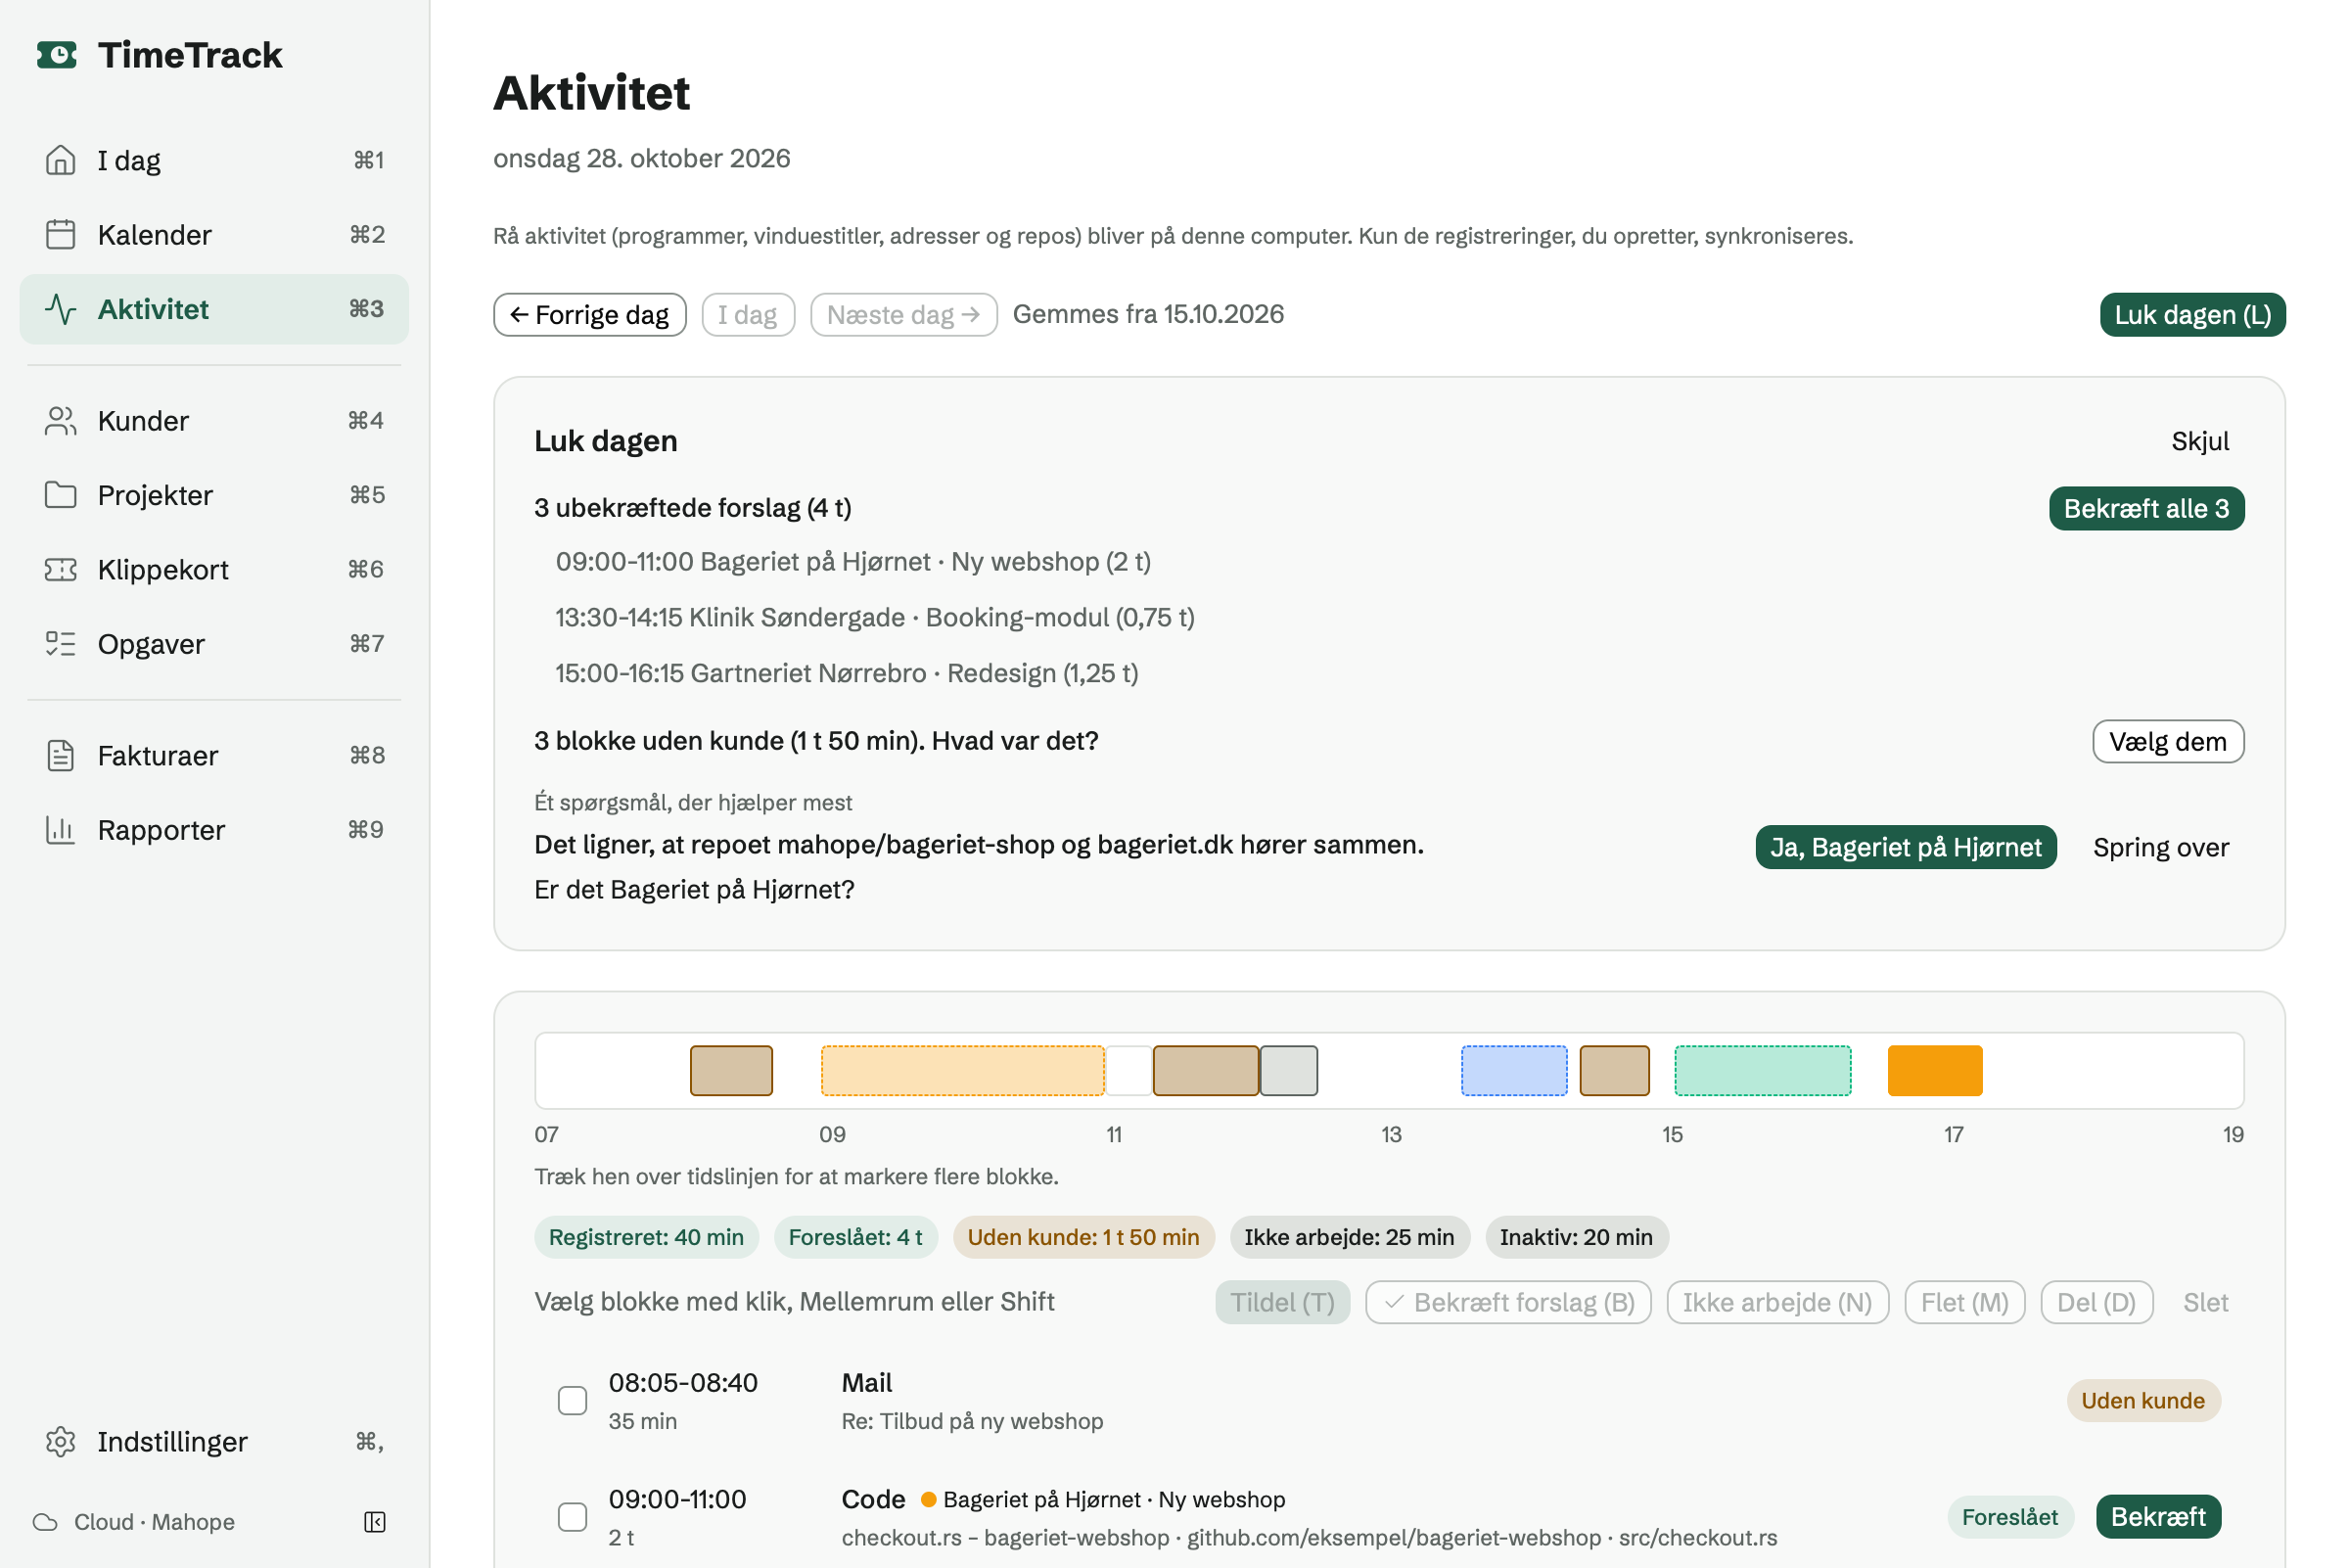 TimeTrack
I dag ⌘1
Kalender ⌘2
Aktivitet ⌘3
Kunder ⌘4
Projekter ⌘5
Klippekort ⌘6
Opgaver ⌘7
Fakturaer ⌘8
Rapporter ⌘9
Indstillinger ⌘,
Cloud · Mahope
Aktivitet
onsdag 28. oktober 2026
Rå aktivitet (programmer, vinduestitler, adresser og repos) bliver på denne computer. Kun de registreringer, du opretter, synkroniseres.
← Forrige dag I dag Næste dag → Gemmes fra 15.10.2026 Luk dagen (L)
Luk dagen Skjul
3 ubekræftede forslag (4 t) Bekræft alle 3
09:00-11:00 Bageriet på Hjørnet · Ny webshop (2 t)
13:30-14:15 Klinik Søndergade · Booking-modul (0,75 t)
15:00-16:15 Gartneriet Nørrebro · Redesign (1,25 t)
3 blokke uden kunde (1 t 50 min). Hvad var det? Vælg dem
Ét spørgsmål, der hjælper mest
Det ligner, at repoet mahope/bageriet-shop og bageriet.dk hører sammen. Ja, Bageriet på Hjørnet Spring over
Er det Bageriet på Hjørnet?
07 09 11 13 15 17 19
Træk hen over tidslinjen for at markere flere blokke.
Registreret: 40 min Foreslået: 4 t Uden kunde: 1 t 50 min Ikke arbejde: 25 min Inaktiv: 20 min
Vælg blokke med klik, Mellemrum eller Shift Tildel (T) ✓ Bekræft forslag (B) Ikke arbejde (N) Flet (M) Del (D) Slet
08:05-08:40 Mail Uden kunde
35 min Re: Tilbud på ny webshop
09:00-11:00 Code Bageriet på Hjørnet · Ny webshop Foreslået Bekræft
2 t checkout.rs – bageriet-webshop · github.com/eksempel/bageriet-webshop · src/checkout.rs